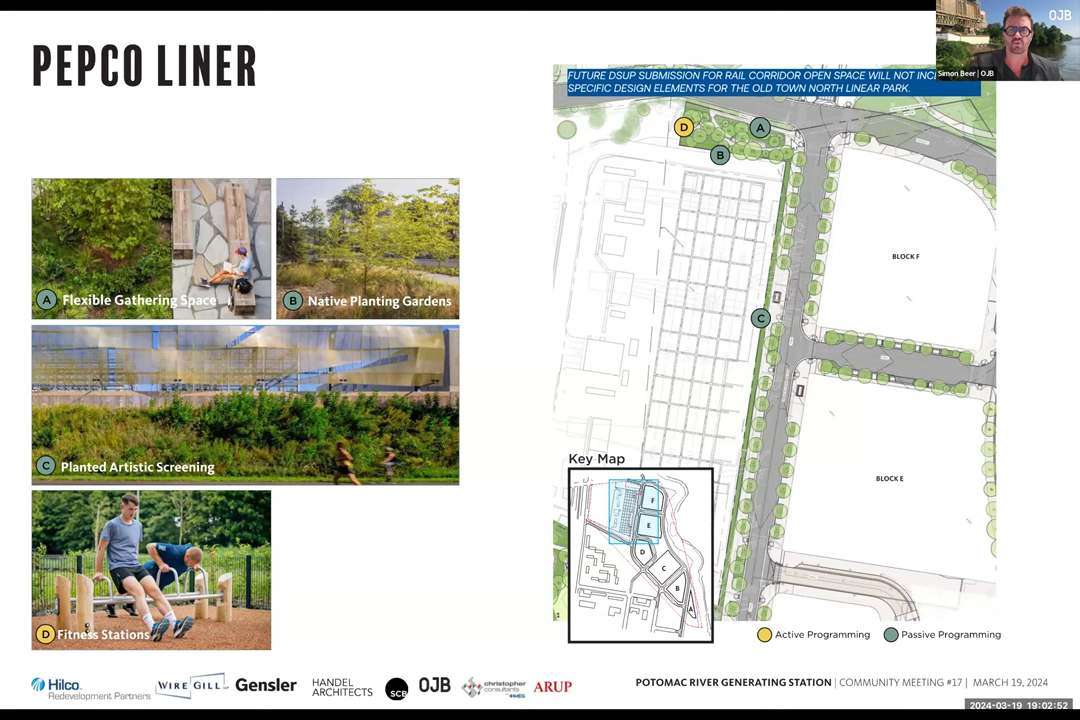 PEPCO LINER
OJB
Simon Beer | OJB
FUTURE DSUP SUBMISSION FOR RAIL CORRIDOR OPEN SPACE WILL NOT
SPECIFIC DESIGN ELEMENTS FOR THE OLD TOWN NORTH LINEAR PARK.
D
A
B
C
BLOCK F
BLOCK E
A Flexible Gathering Space
B Native Planting Gardens
C Planted Artistic Screening
D Fitness Stations
Key Map
F
E
D
C
B
A
Active Programming
Passive Programming
Hilco
Redevelopment Partners
WIRE GILL
Gensler
HANDEL
ARCHITECTS
SCB
OJB
christopher
consultants
ARUP
POTOMAC RIVER GENERATING STATION | COMMUNITY MEETING #17 | MARCH 19, 2024
2024-03-19 19:02:52